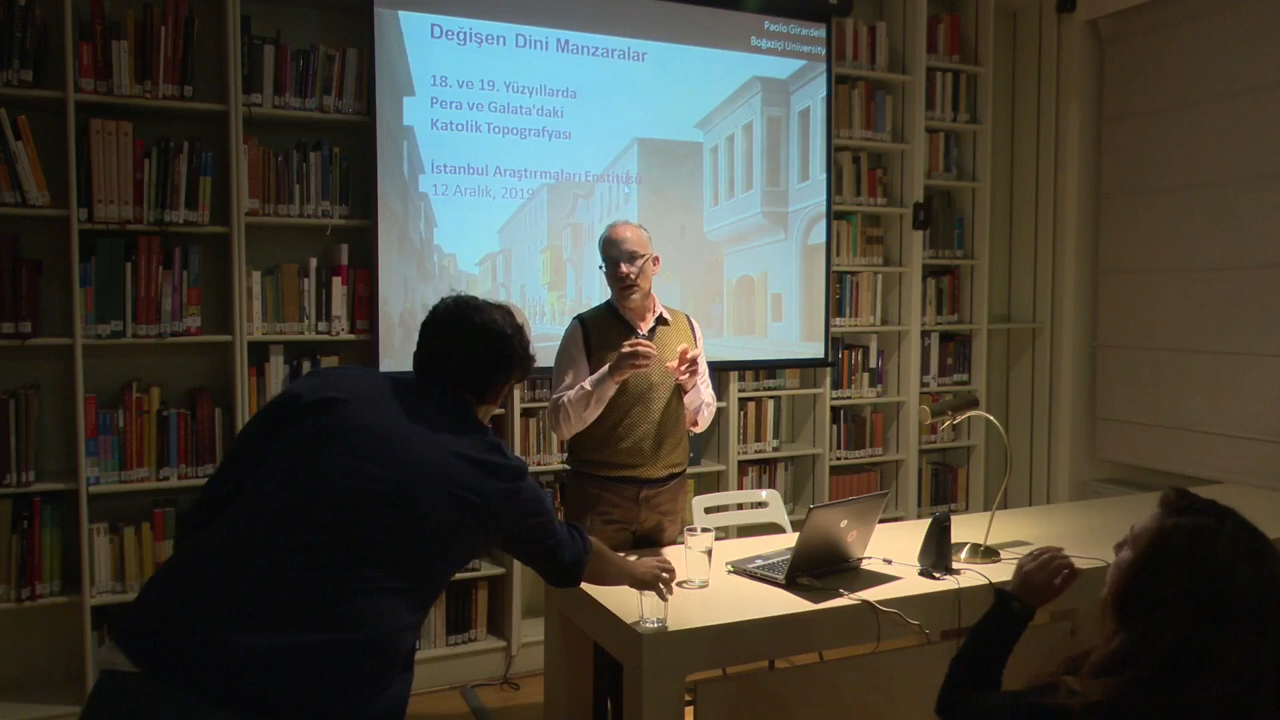 Değişen Dini Manzaralar
18. ve 19. Yüzyıllarda
Pera ve Galata'daki
Katolik Topografyası
İstanbul Araştırmaları Enstitüsü
12 Aralık, 2019
Paolo Girardelli
Boğaziçi University